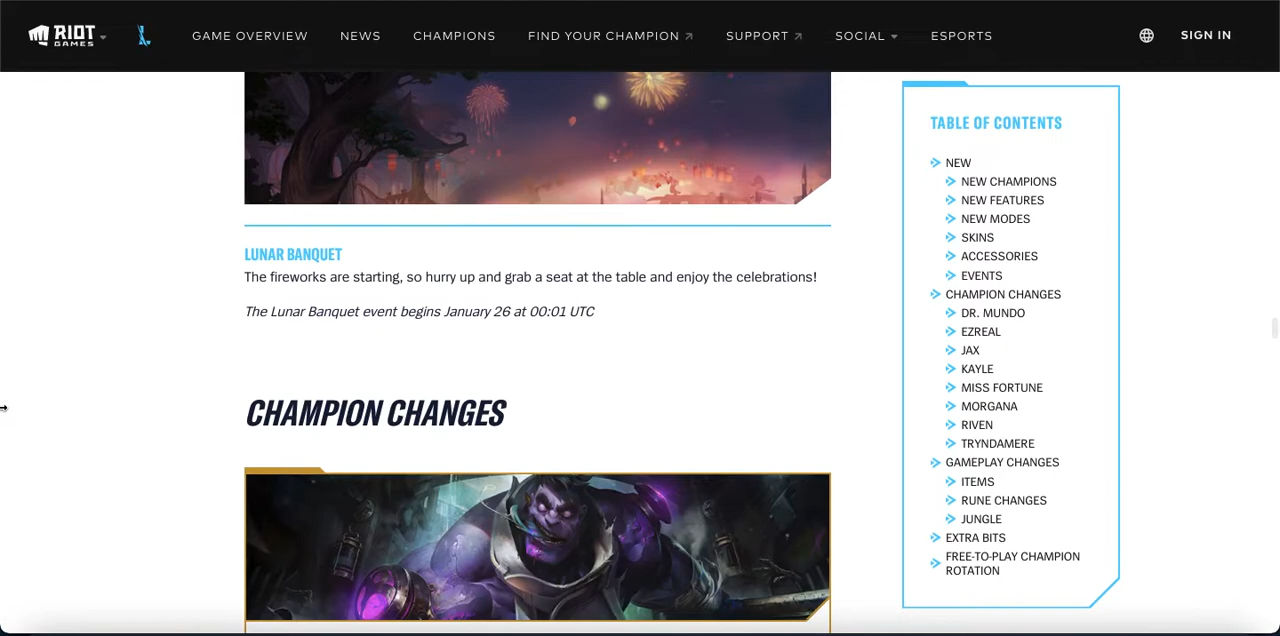 RIOT
GAMES
GAME OVERVIEW
NEWS
CHAMPIONS
FIND YOUR CHAMPION
SUPPORT
SOCIAL
ESPORTS
SIGN IN
LUNAR BANQUET
The fireworks are starting, so hurry up and grab a seat at the table and enjoy the celebrations!
The Lunar Banquet event begins January 26 at 00:01 UTC
CHAMPION CHANGES
TABLE OF CONTENTS
NEW
NEW CHAMPIONS
NEW FEATURES
NEW MODES
SKINS
ACCESSORIES
EVENTS
CHAMPION CHANGES
DR. MUNDO
EZREAL
JAX
KAYLE
MISS FORTUNE
MORGANA
RIVEN
TRYNDAMERE
GAMEPLAY CHANGES
ITEMS
RUNE CHANGES
JUNGLE
EXTRA BITS
FREE-TO-PLAY CHAMPION
ROTATION